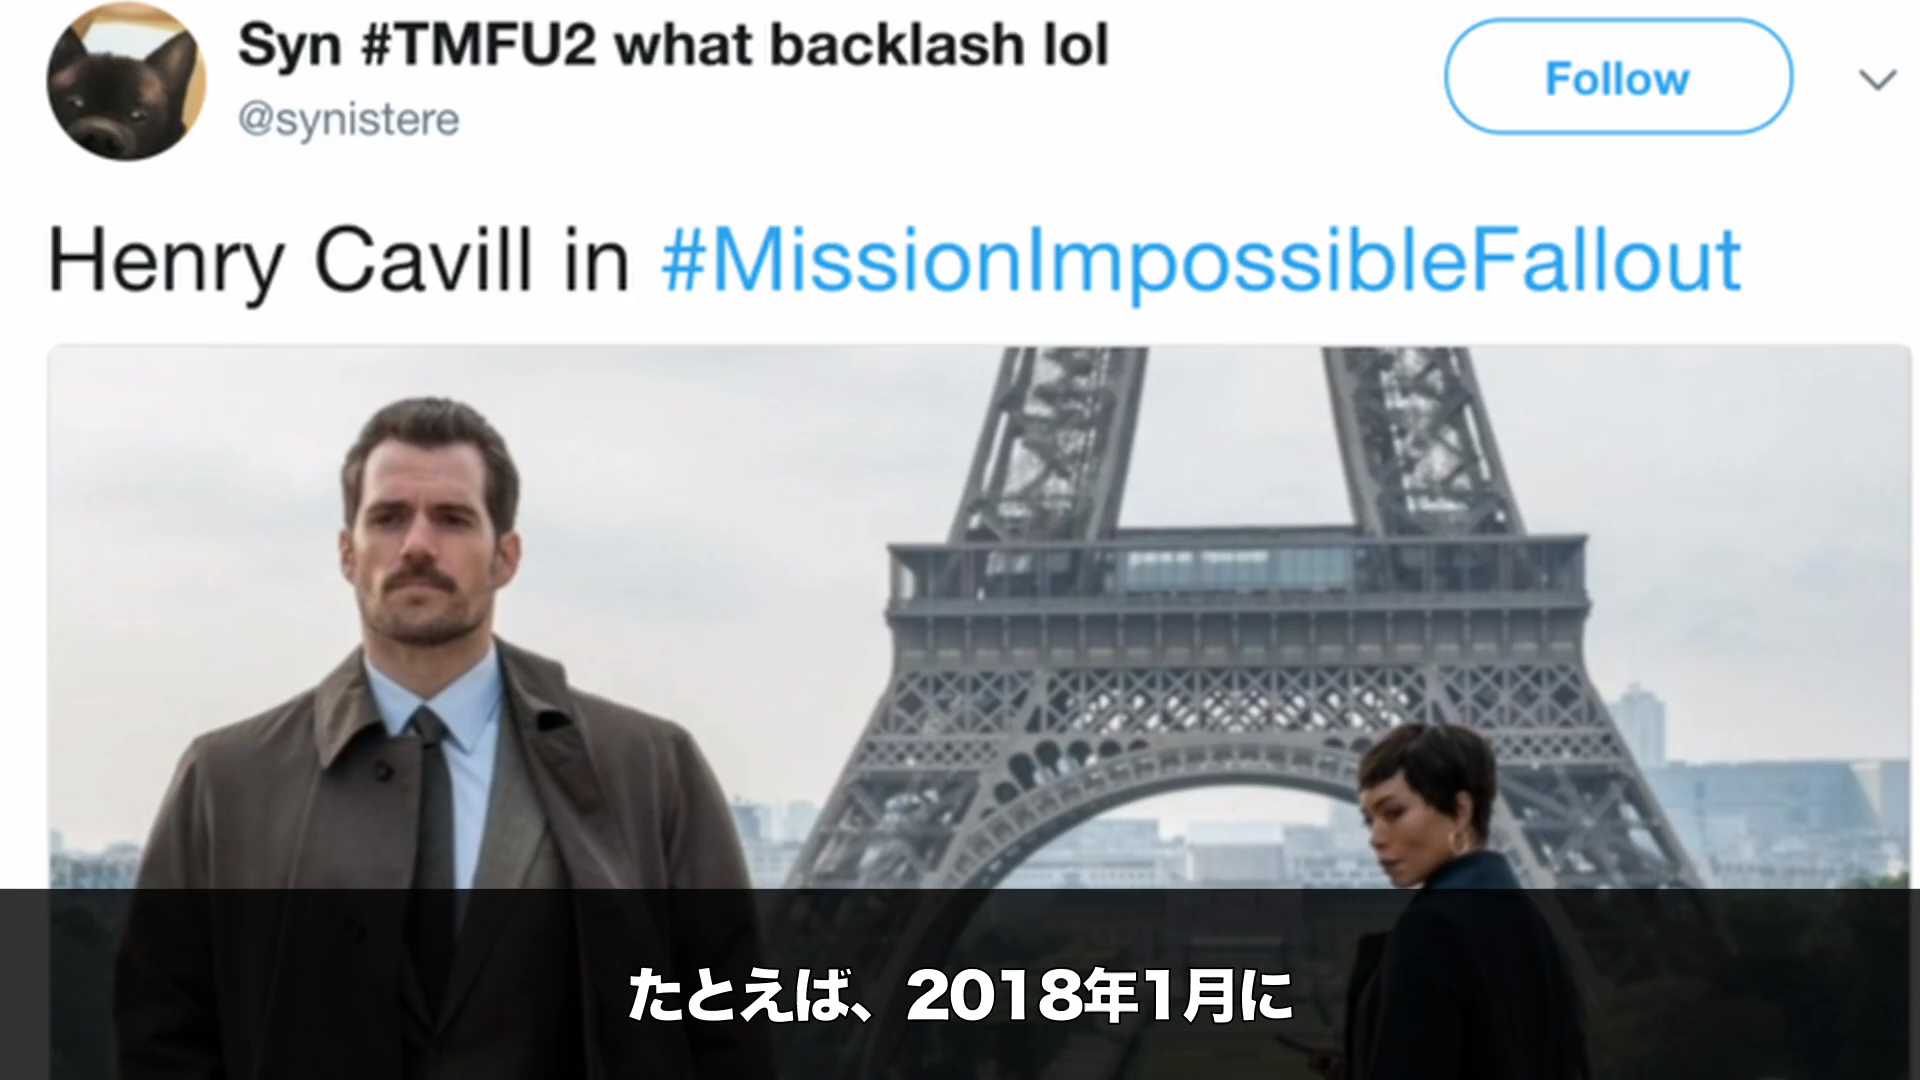 Syn #TMFU2 what backlash lol
@synistere
Follow
Henry Cavill in #MissionImpossibleFallout
たとえば、2018年1月に